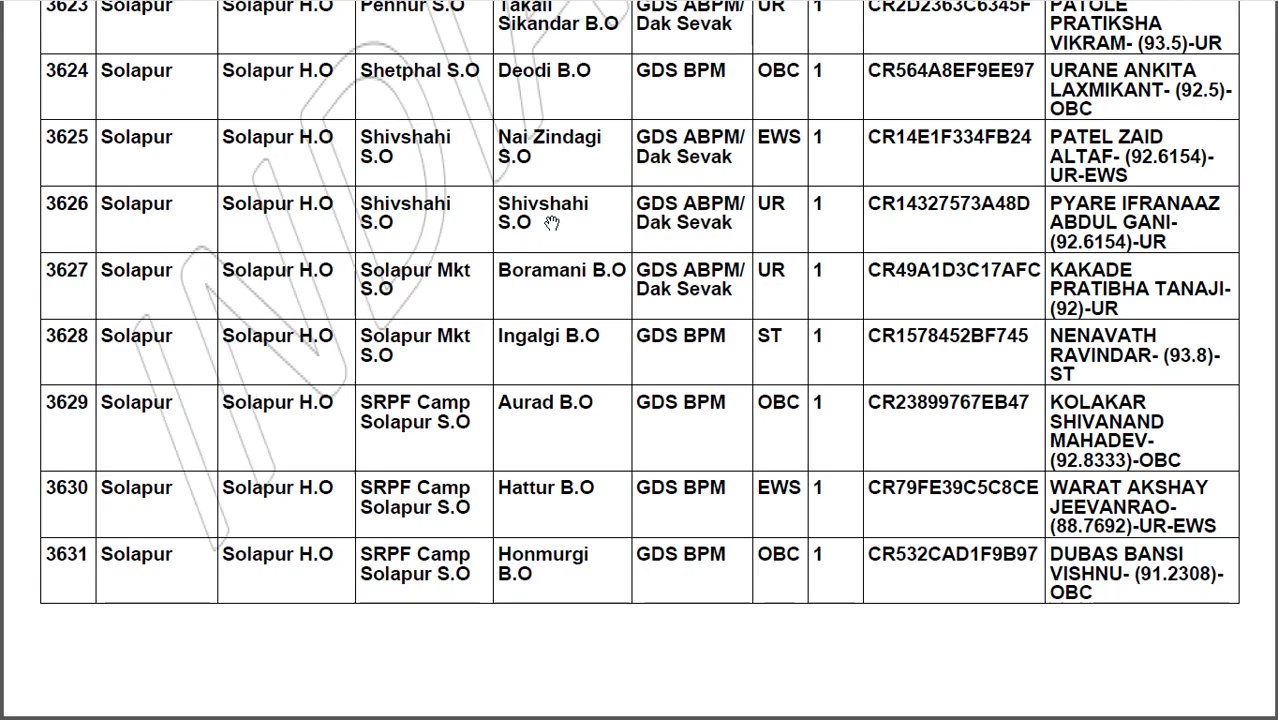 3623 Solapur Solapur H.O Pennur S.O Takali GDS ABPM/ UR 1 CR2D2363C6345F PATOLE
Sikandar B.O Dak Sevak PRATIKSHA
VIKRAM- (93.5)-UR
3624 Solapur Solapur H.O Shetphal S.O Deodi B.O GDS BPM OBC 1 CR564A8EF9EE97 URANE ANKITA
LAXMIKANT- (92.5)-
OBC
3625 Solapur Solapur H.O Shivshahi Nai Zindagi GDS ABPM/ EWS 1 CR14E1F334FB24 PATEL ZAID
S.O S.O Dak Sevak ALTAF- (92.6154)-
UR-EWS
3626 Solapur Solapur H.O Shivshahi Shivshahi GDS ABPM/ UR 1 CR14327573A48D PYARE IFRANAAZ
S.O S.O Dak Sevak ABDUL GANI-
(92.6154)-UR
3627 Solapur Solapur H.O Solapur Mkt Boramani B.O GDS ABPM/ UR 1 CR49A1D3C17AFC KAKADE
S.O Dak Sevak PRATIBHA TANAJI-
(92)-UR
3628 Solapur Solapur H.O Solapur Mkt Ingalgi B.O GDS BPM ST 1 CR1578452BF745 NENAVATH
S.O RAVINDAR- (93.8)-
ST
3629 Solapur Solapur H.O SRPF Camp Aurad B.O GDS BPM OBC 1 CR23899767EB47 KOLAKAR
Solapur S.O SHIVANAND
MAHADEV-
(92.8333)-OBC
3630 Solapur Solapur H.O SRPF Camp Hattur B.O GDS BPM EWS 1 CR79FE39C5C8CE WARAT AKSHAY
Solapur S.O JEEVANRAO-
(88.7692)-UR-EWS
3631 Solapur Solapur H.O SRPF Camp Honmurgi GDS BPM OBC 1 CR532CAD1F9B97 DUBAS BANSI
Solapur S.O B.O VISHNU- (91.2308)-
OBC